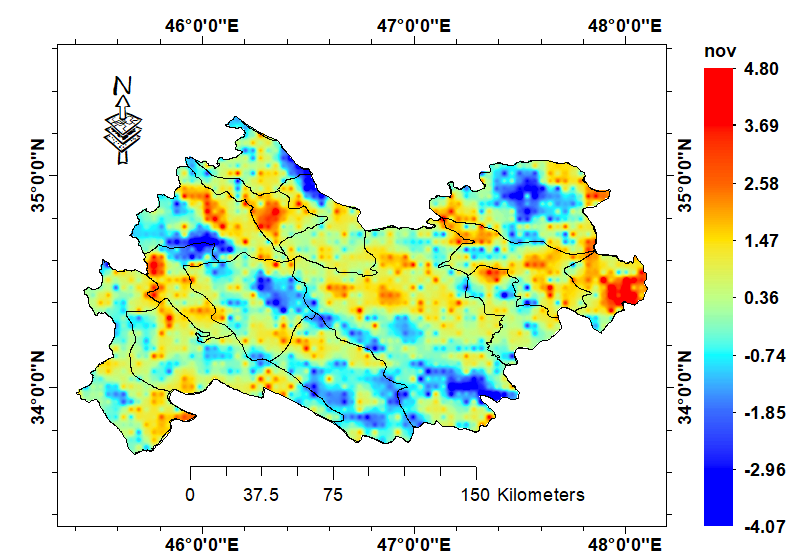 46°0'0"E 47°0'0"E 48°0'0"E
nov
N
4.80
3.69
2.58
1.47
0.36
-0.74
-1.85
-2.96
-4.07
35°0'0"N 35°0'0"N
34°0'0"N 34°0'0"N
0 37.5 75 150 Kilometers
46°0'0"E 47°0'0"E 48°0'0"E